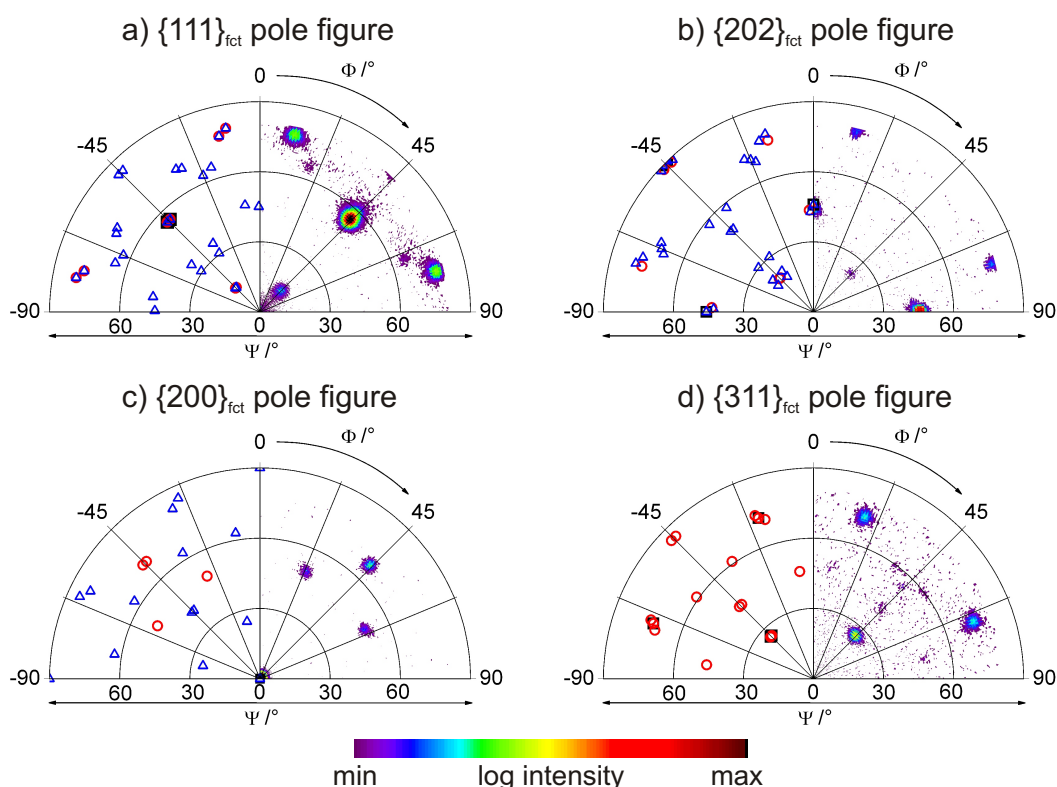 a) {111}fct pole figure
b) {202}fct pole figure
0 Φ /°
0 Φ /°
-45 45
-45 45
-90 60 30 0 30 60 90
-90 60 30 0 30 60 90
Ψ /°
Ψ /°
c) {200}fct pole figure
d) {311}fct pole figure
0 Φ /°
0 Φ /°
-45 45
-45 45
-90 60 30 0 30 60 90
-90 60 30 0 30 60 90
Ψ /°
Ψ /°
min log intensity max